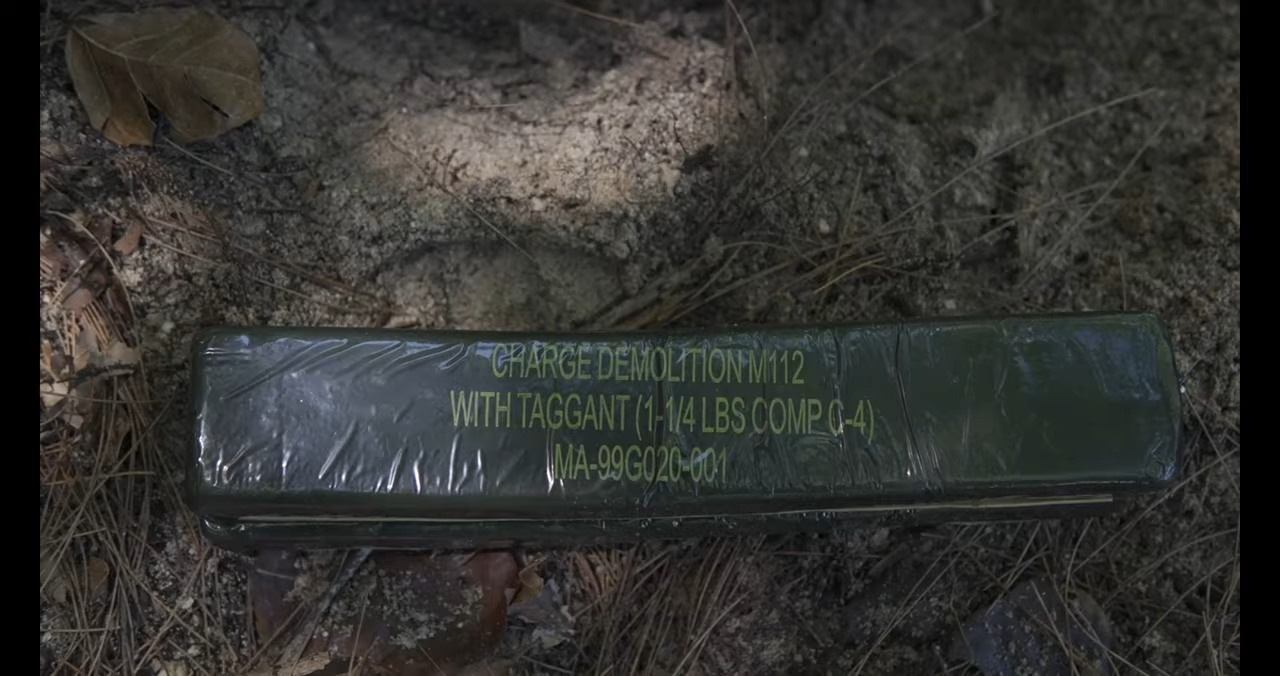 CHARGE DEMOLITION M112
WITH TAGGANT (1-1/4 LBS COMP C-4)
MA-99G020-001